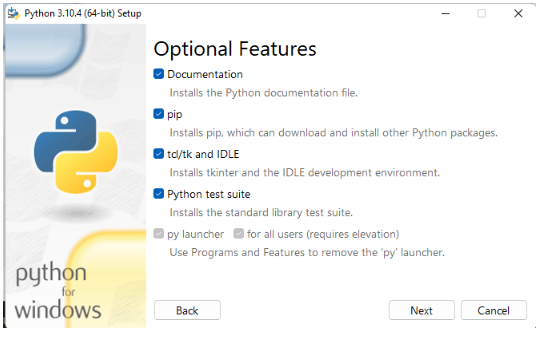 Python 3.10.4 (64-bit) Setup
Optional Features
Documentation
Installs the Python documentation file.
pip
Installs pip, which can download and install other Python packages.
tcl/tk and IDLE
Installs tkinter and the IDLE development environment.
Python test suite
Installs the standard library test suite.
py launcher for all users (requires elevation)
Use Programs and Features to remove the 'py' launcher.
python
for
windows
Back Next Cancel